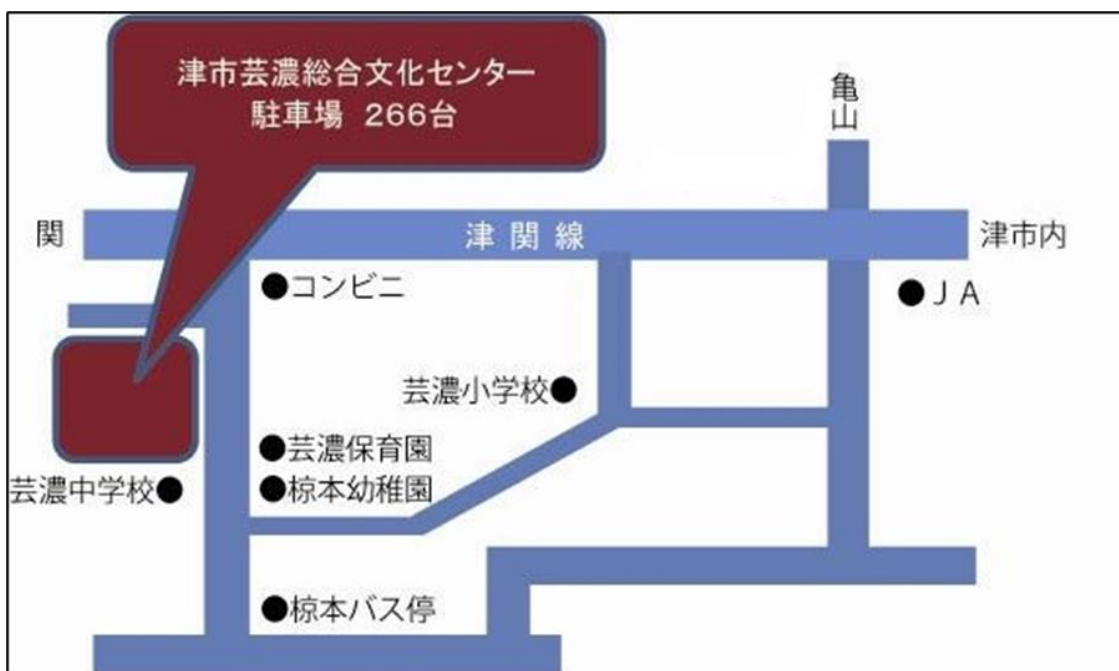 津市芸濃総合文化センター
駐車場 266台
亀山
関
津関線
津市内
●コンビニ
●ＪＡ
芸濃小学校●
●芸濃保育園
●椋本幼稚園
芸濃中学校●
●椋本バス停